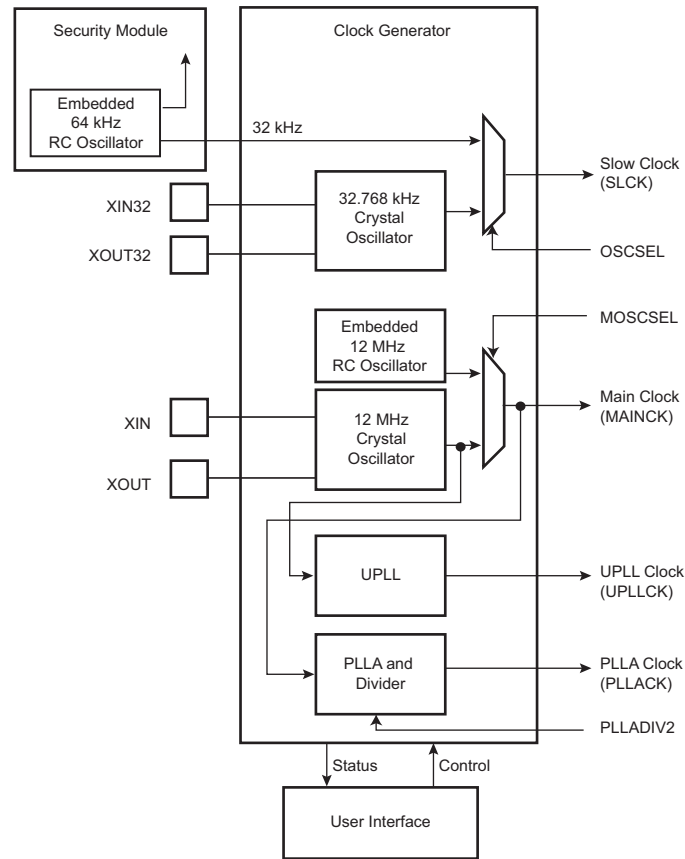 Security Module
Clock Generator
Embedded
64 kHz
RC Oscillator
32 kHz
Slow Clock
(SLCK)
XIN32
32.768 kHz
Crystal
Oscillator
XOUT32
OSCSEL
MOSCSEL
Embedded
12 MHz
RC Oscillator
Main Clock
(MAINCK)
XIN
12 MHz
Crystal
Oscillator
XOUT
UPLL
UPLL Clock
(UPLLCK)
PLLA and
Divider
PLLA Clock
(PLLACK)
PLLADIV2
Status
Control
User Interface